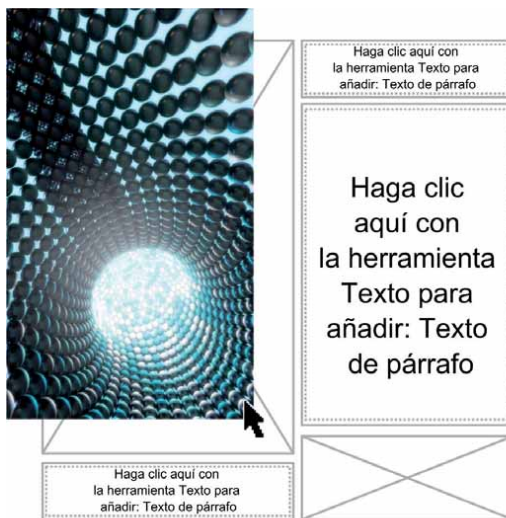 Haga clic aquí con
la herramienta Texto para
añadir: Texto de párrafo
Haga clic
aquí con
la herramienta
Texto para
añadir: Texto
de párrafo
Haga clic aquí con
la herramienta Texto para
añadir: Texto de párrafo